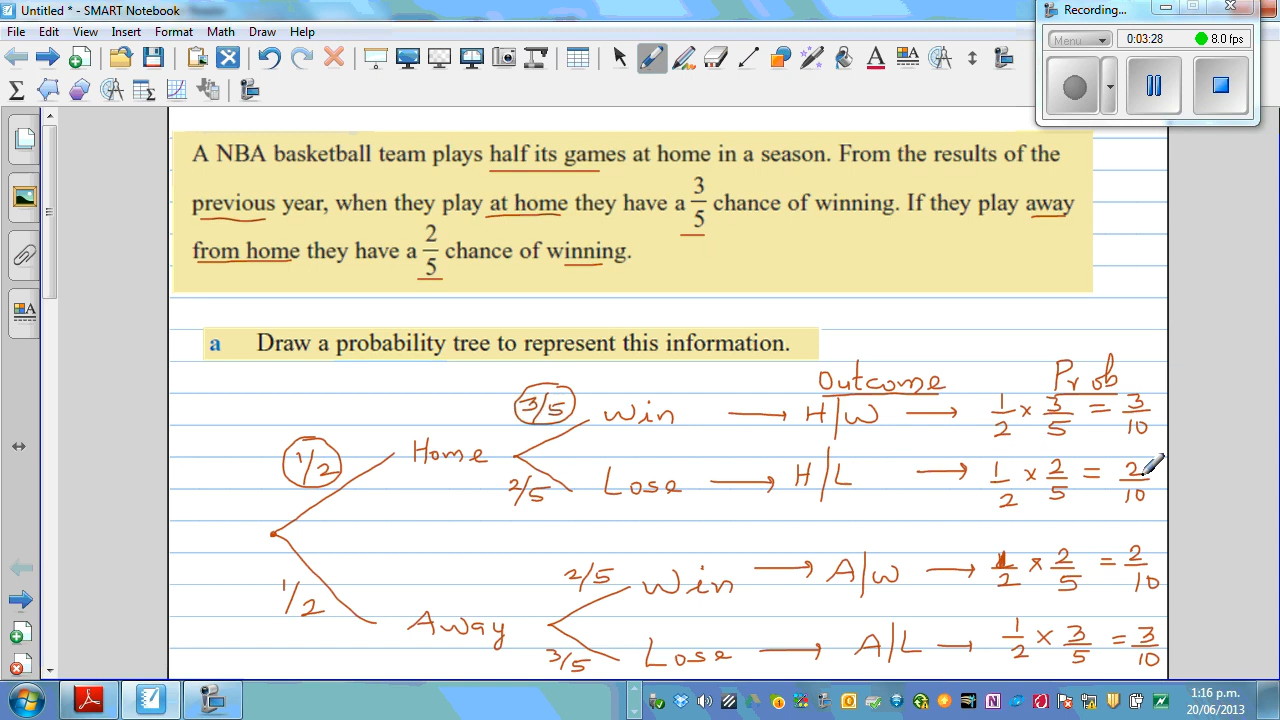 Untitled * - SMART Notebook
Recording...
File Edit View Insert Format Math Draw Help
Menu 0:03:28 8.0 fps
A NBA basketball team plays half its games at home in a season. From the results of the
previous year, when they play at home they have a 3/5 chance of winning. If they play away
from home they have a 2/5 chance of winning.
a Draw a probability tree to represent this information.
Outcome Prob
3/5 Win → H/W → 1/2 × 3/5 = 3/10
1/2 Home
2/5 Lose → H/L → 1/2 × 2/5 = 2/10
2/5 Win → A/W → 1/2 × 2/5 = 2/10
1/2 Away
3/5 Lose → A/L → 1/2 × 3/5 = 3/10
1:16 p.m.
20/06/2013